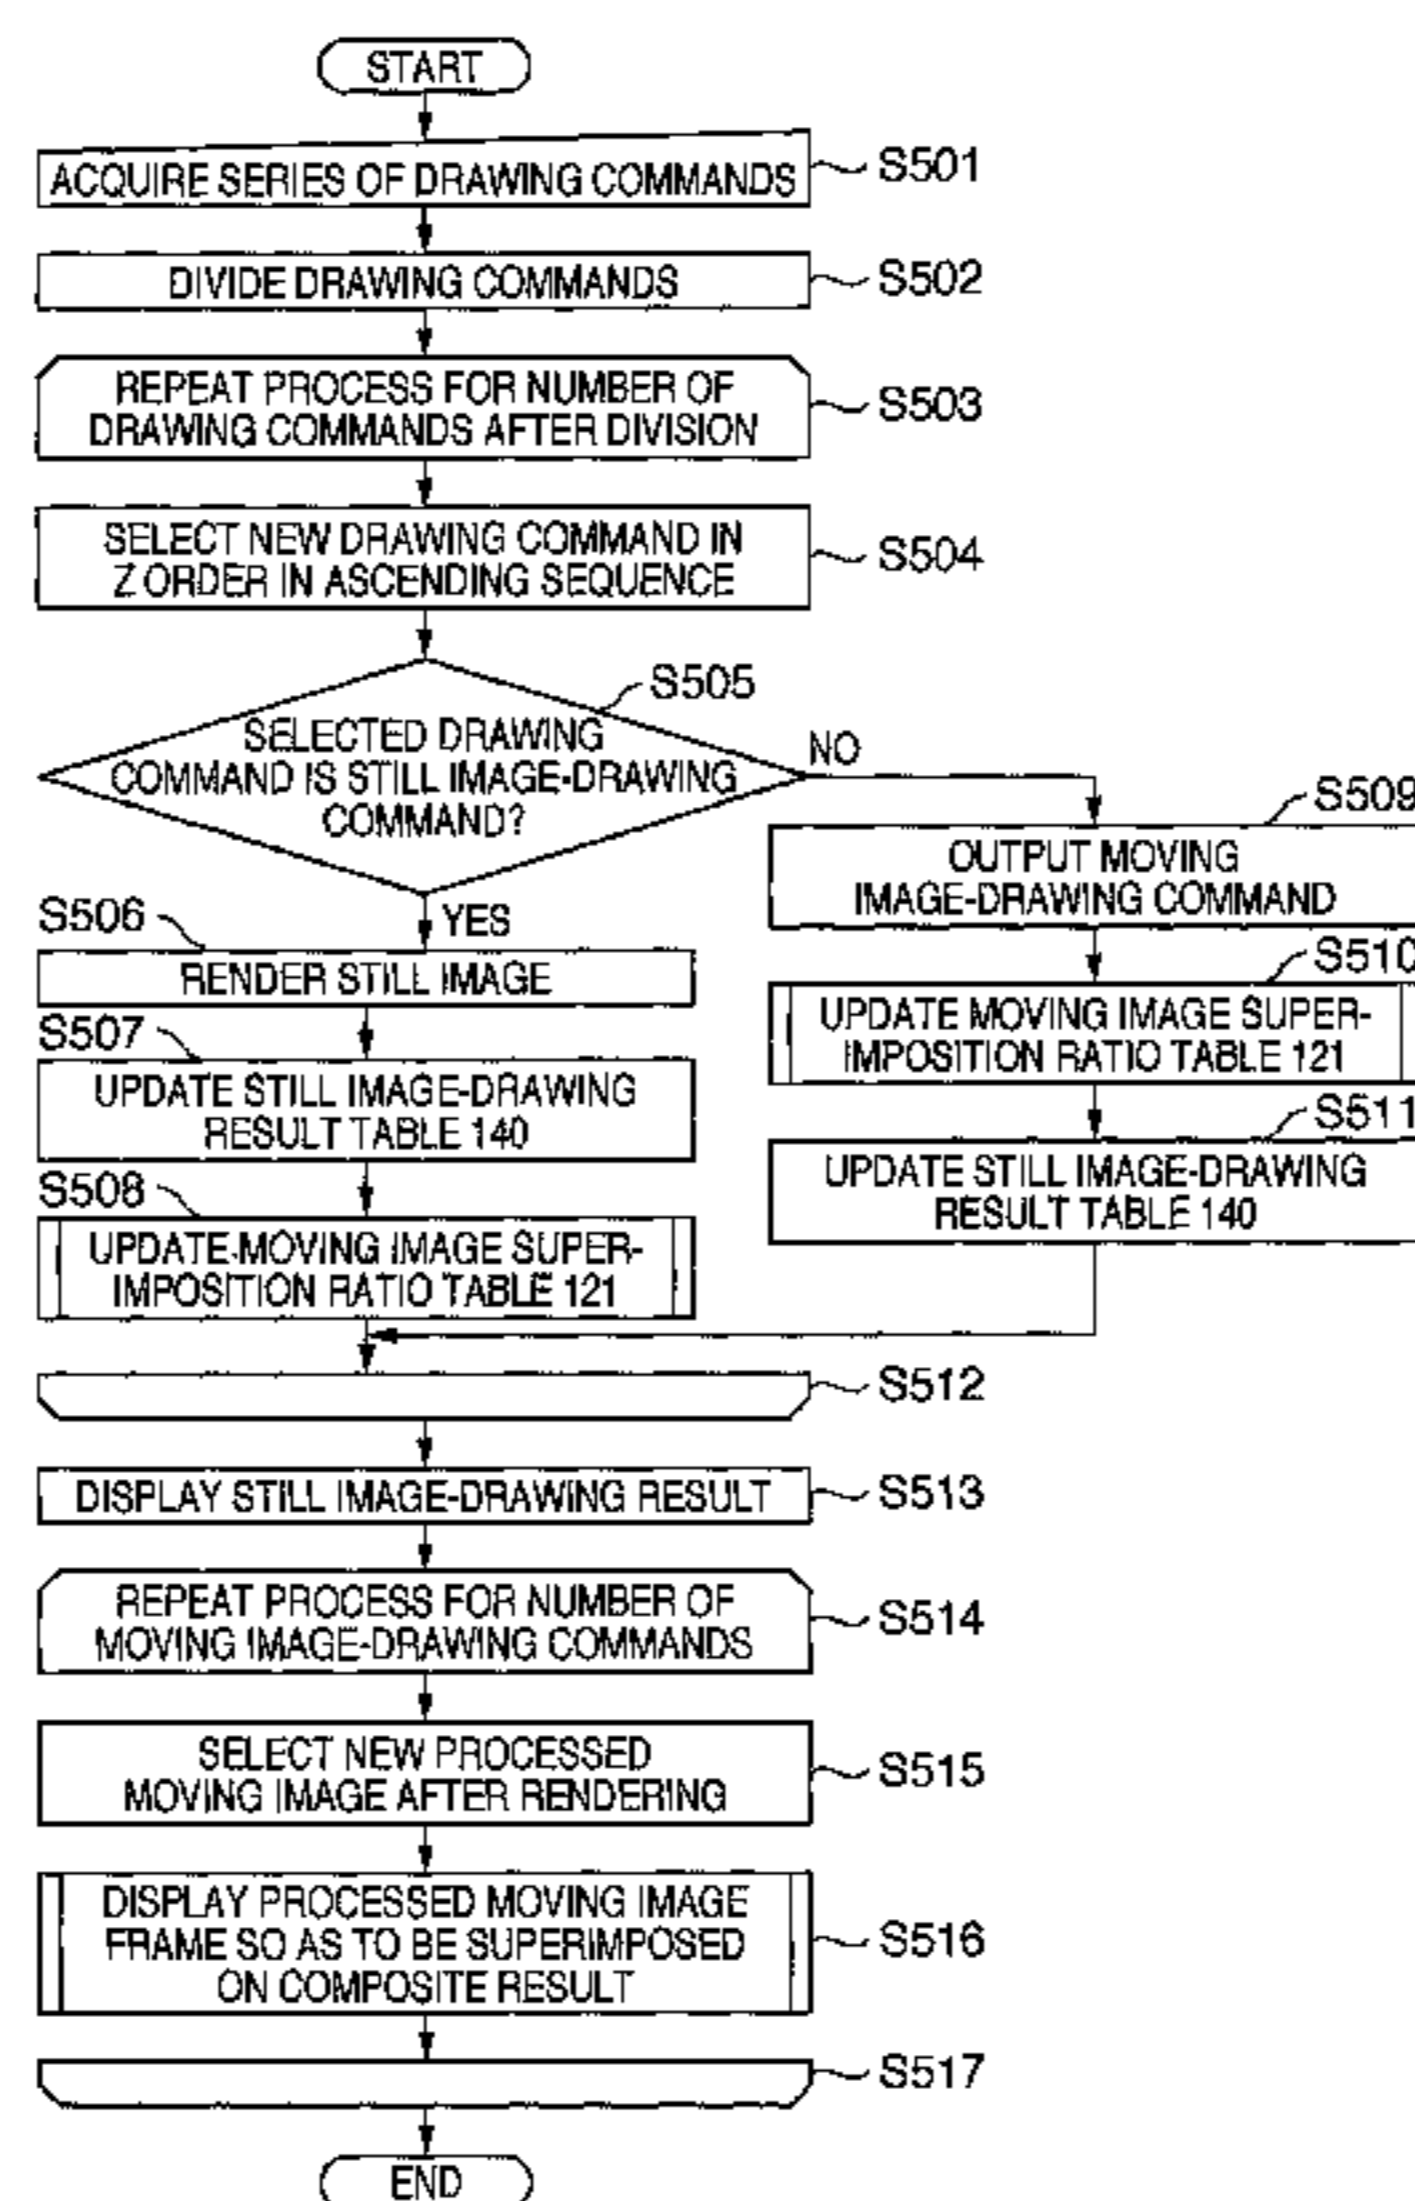 START
ACQUIRE SERIES OF DRAWING COMMANDS
S501
DIVIDE DRAWING COMMANDS
S502
REPEAT PROCESS FOR NUMBER OF
DRAWING COMMANDS AFTER DIVISION
S503
SELECT NEW DRAWING COMMAND IN
Z ORDER IN ASCENDING SEQUENCE
S504
S505
SELECTED DRAWING
COMMAND IS STILL IMAGE-DRAWING
COMMAND?
NO
YES
S506
RENDER STILL IMAGE
S507
UPDATE STILL IMAGE-DRAWING
RESULT TABLE 140
S508
UPDATE MOVING IMAGE SUPER-
IMPOSITION RATIO TABLE 121
S509
OUTPUT MOVING
IMAGE-DRAWING COMMAND
S510
UPDATE MOVING IMAGE SUPER-
IMPOSITION RATIO TABLE 121
S511
UPDATE STILL IMAGE-DRAWING
RESULT TABLE 140
S512
DISPLAY STILL IMAGE-DRAWING RESULT
S513
REPEAT PROCESS FOR NUMBER OF
MOVING IMAGE-DRAWING COMMANDS
S514
SELECT NEW PROCESSED
MOVING IMAGE AFTER RENDERING
S515
DISPLAY PROCESSED MOVING IMAGE
FRAME SO AS TO BE SUPERIMPOSED
ON COMPOSITE RESULT
S516
S517
END